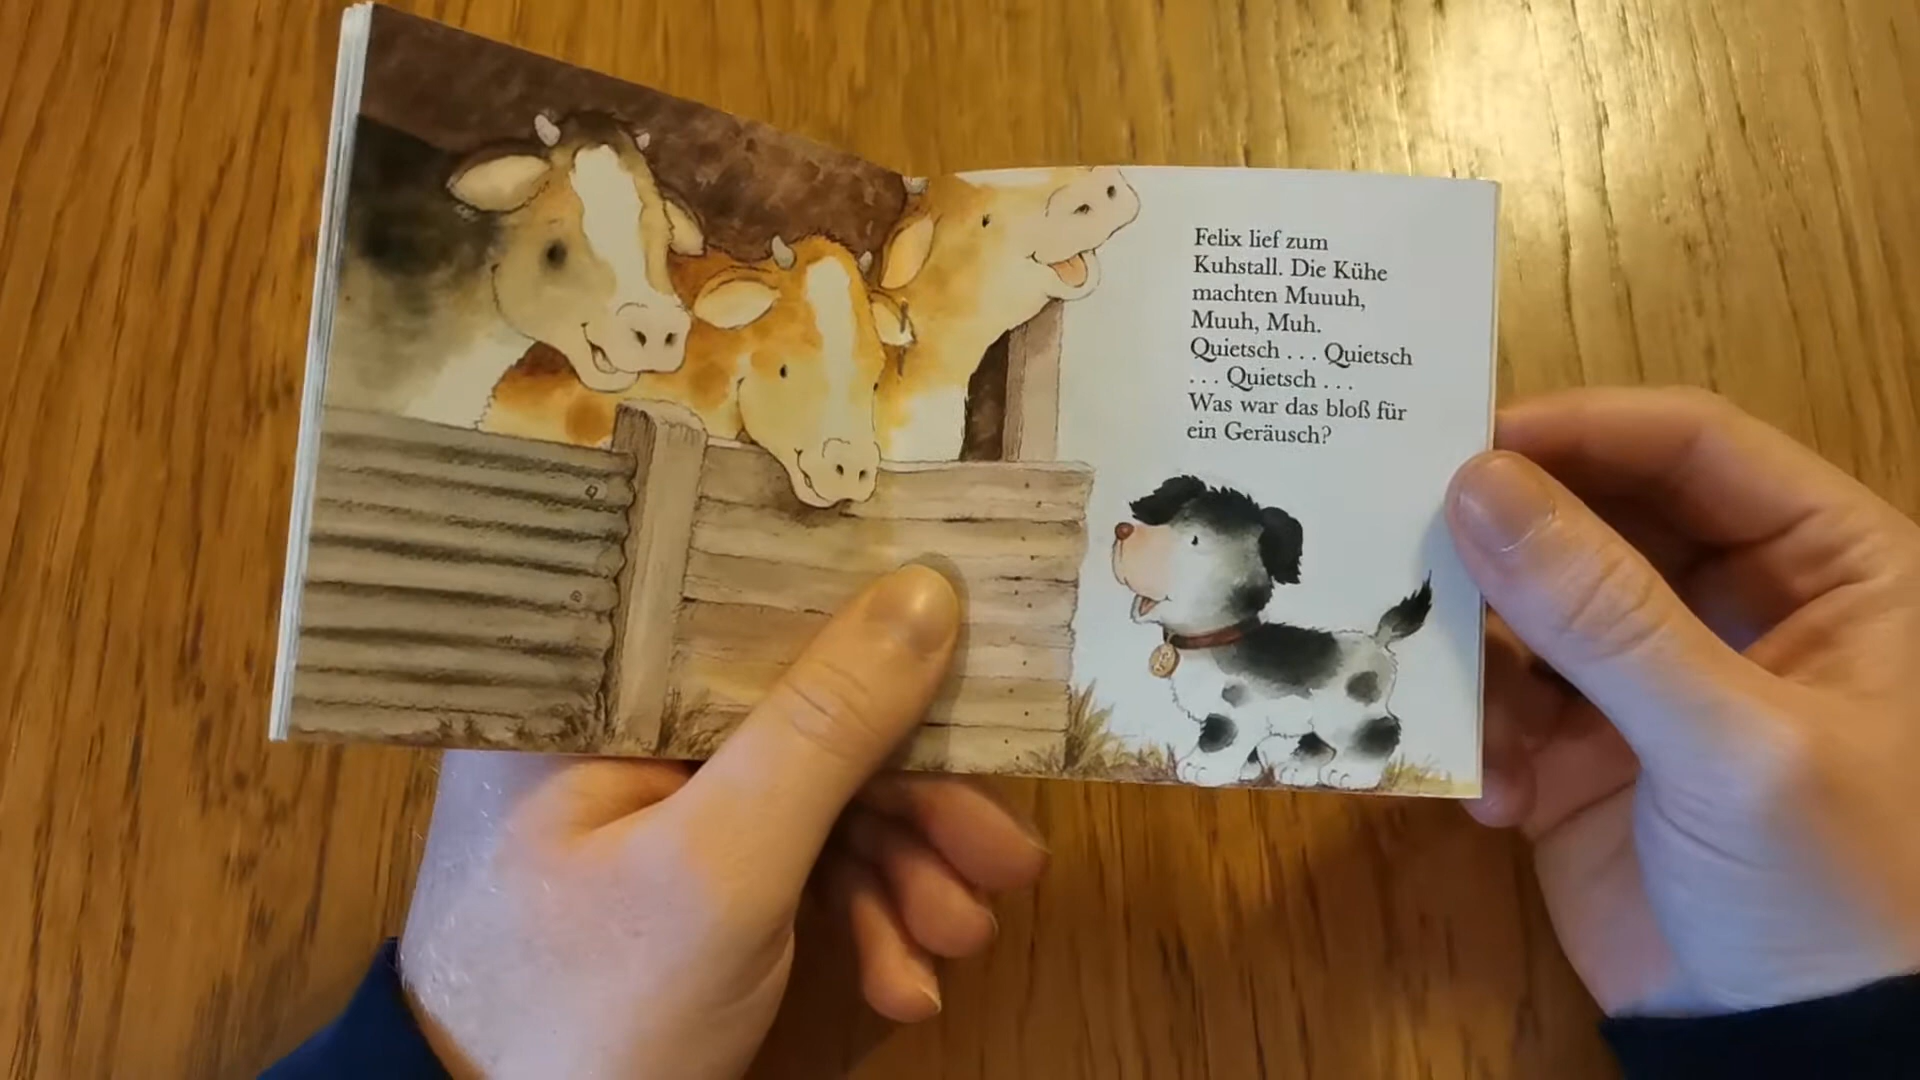 Felix lief zum
Kuhstall. Die Kühe
machten Muuuh,
Muuh, Muh.
Quietsch . . . Quietsch
. . . Quietsch . . .
Was war das bloß für
ein Geräusch?